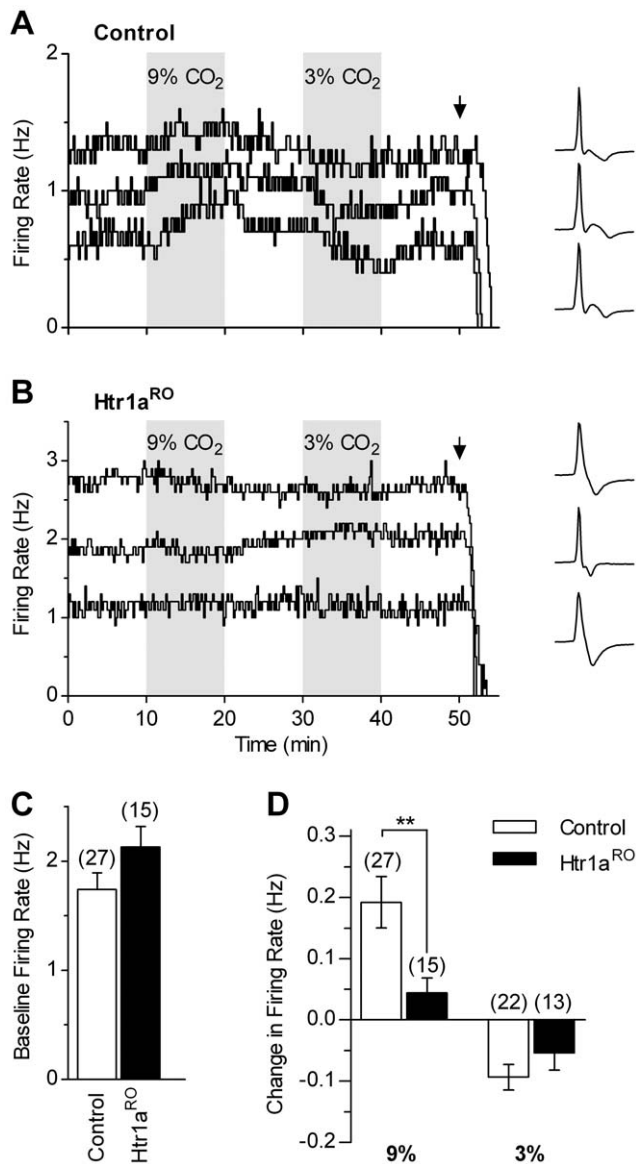 A
Control
9% CO₂
3% CO₂
2
1
0
Firing Rate (Hz)
B
Htr1aᴿᴼ
9% CO₂
3% CO₂
3
2
1
0
Firing Rate (Hz)
0 10 20 30 40 50
Time (min)
C
(15)
(27)
2
1
0
Baseline Firing Rate (Hz)
Control
Htr1aᴿᴼ
D
**
Control
Htr1aᴿᴼ
0.3
0.2
0.1
0.0
-0.1
-0.2
Change in Firing Rate (Hz)
(27)
(15)
(22) (13)
9% 3%